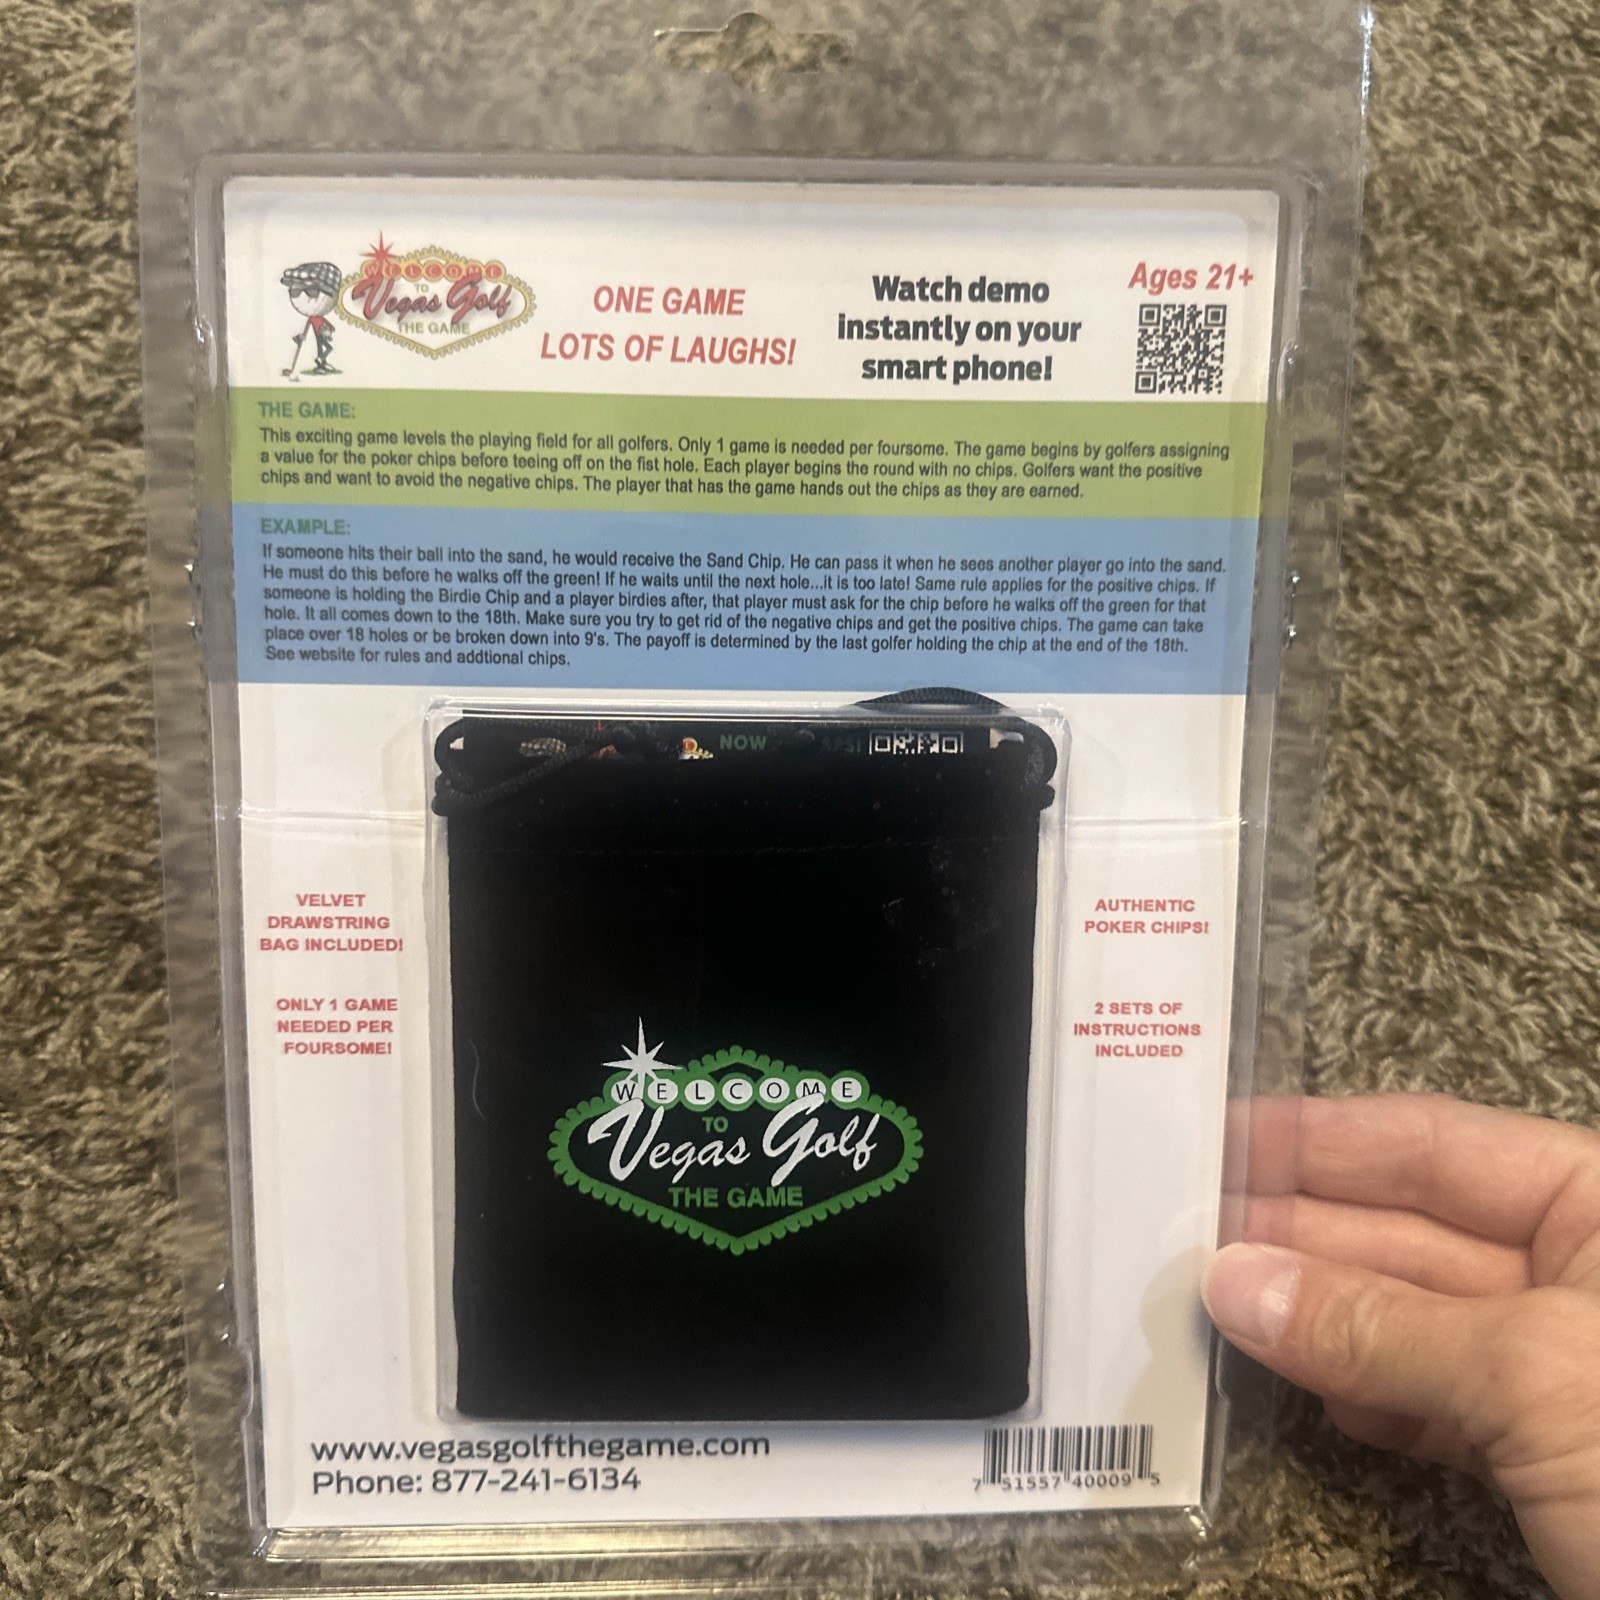 WELCOME
TO
Vegas Golf
THE GAME
ONE GAME
LOTS OF LAUGHS!
Watch demo
instantly on your
smart phone!
Ages 21+
THE GAME:
This exciting game levels the playing field for all golfers. Only 1 game is needed per foursome. The game begins by golfers assigning
a value for the poker chips before teeing off on the fist hole. Each player begins the round with no chips. Golfers want the positive
chips and want to avoid the negative chips. The player that has the game hands out the chips as they are earned.
EXAMPLE:
If someone hits their ball into the sand, he would receive the Sand Chip. He can pass it when he sees another player go into the sand.
He must do this before he walks off the green! If he waits until the next hole...it is too late! Same rule applies for the positive chips. If
someone is holding the Birdie Chip and a player birdies after, that player must ask for the chip before he walks off the green for that
hole. It all comes down to the 18th. Make sure you try to get rid of the negative chips and get the positive chips. The game can take
place over 18 holes or be broken down into 9's. The payoff is determined by the last golfer holding the chip at the end of the 18th.
See website for rules and addtional chips.
NOW
VELVET
DRAWSTRING
BAG INCLUDED!
ONLY 1 GAME
NEEDED PER
FOURSOME!
AUTHENTIC
POKER CHIPS!
2 SETS OF
INSTRUCTIONS
INCLUDED
WELCOME
TO
Vegas Golf
THE GAME
www.vegasgolfthegame.com
Phone: 877-241-6134
7 51557 40009 5